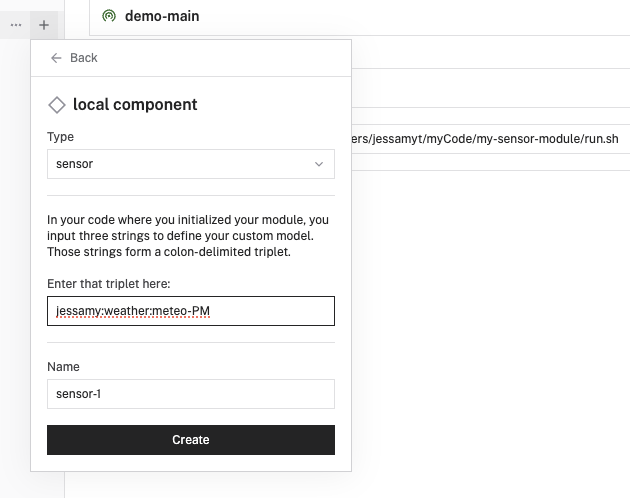 demo-main
Back
local component
Type
sensor
ers/jessamyt/myCode/my-sensor-module/run.sh
In your code where you initialized your module, you
input three strings to define your custom model.
Those strings form a colon-delimited triplet.
Enter that triplet here:
jessamy:weather:meteo-PM
Name
sensor-1
Create